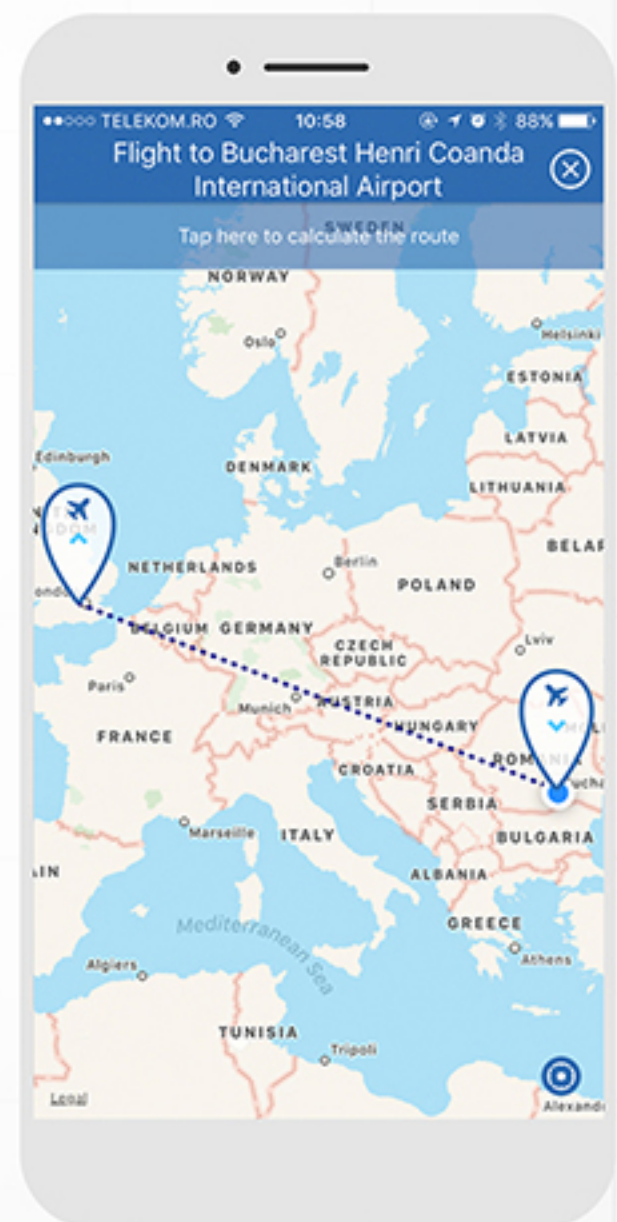 TELEKOM.RO 10:58 88%
Flight to Bucharest Henri Coanda
International Airport
Tap here to calculate the route
SWEDEN
NORWAY
Oslo
Helsinki
ESTONIA
LATVIA
LITHUANIA
Edinburgh
DENMARK
BELAR
NETHERLANDS
Berlin
POLAND
BELGIUM GERMANY
CZECH
REPUBLIC
Lviv
Paris
Munich
AUSTRIA
HUNGARY
FRANCE
CROATIA
SERBIA
Marseille
ITALY
BULGARIA
ALBANIA
Mediterranean Sea
GREECE
Athens
Algiers
TUNISIA
Tripoli
Legal
Alexand